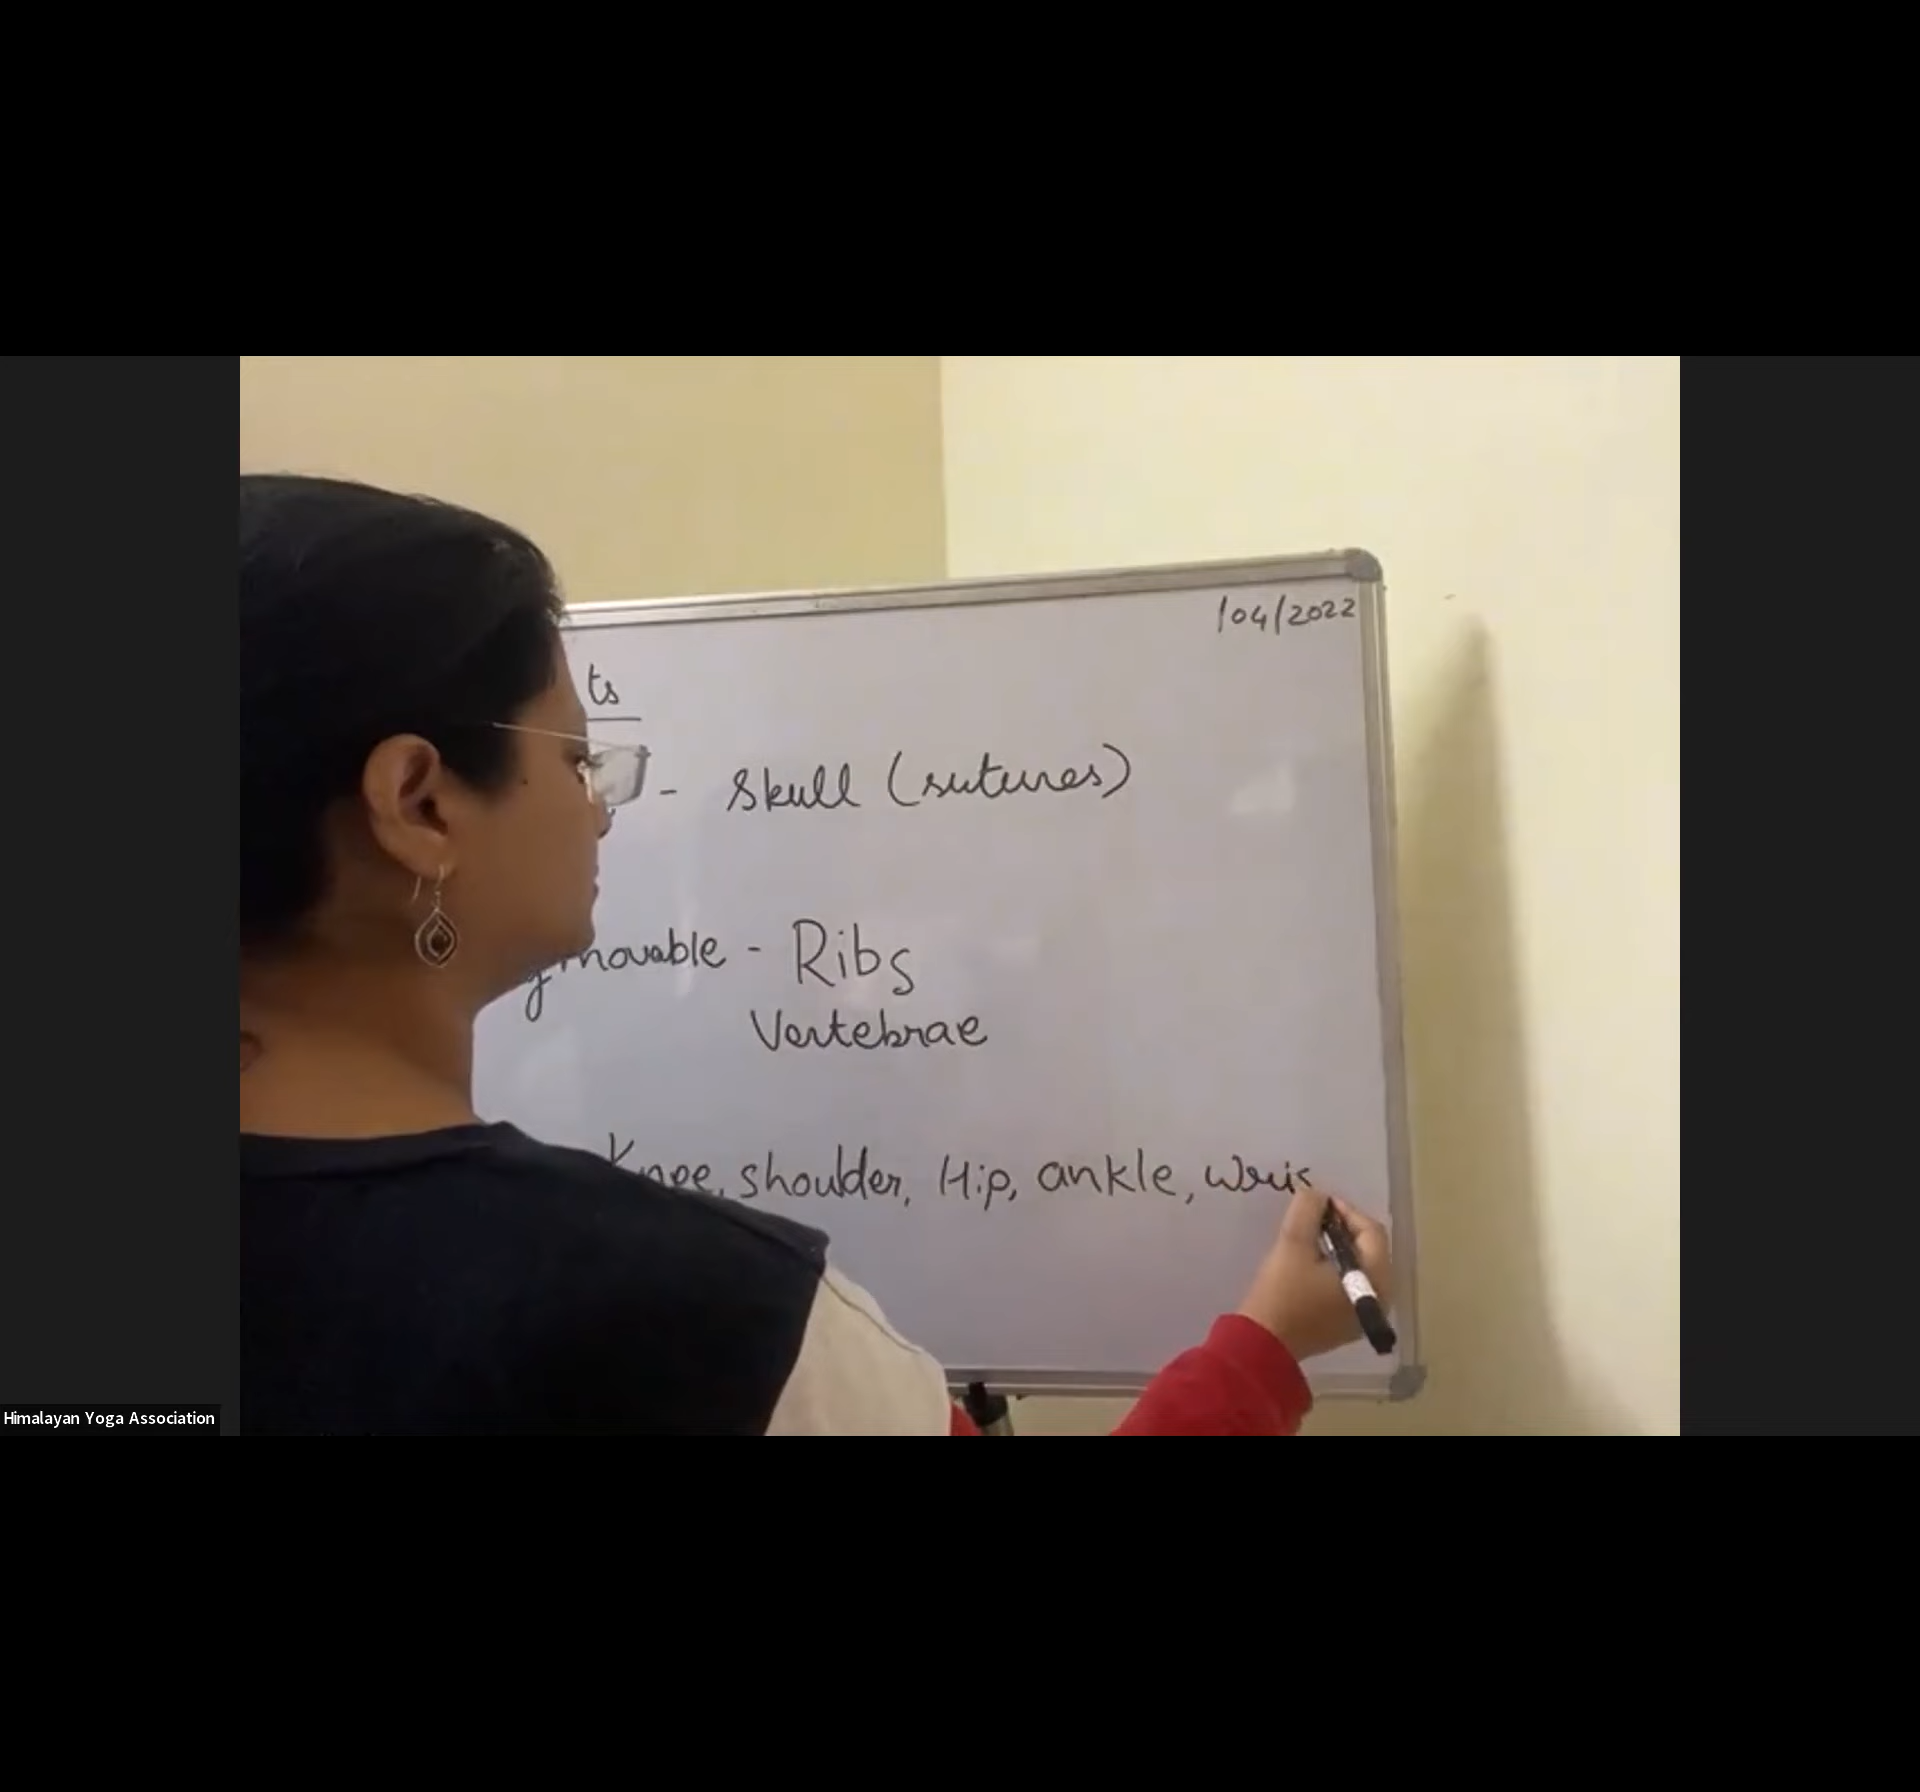 /04/2022
ts
- Skull (sutures)
movable - Ribs
Vertebrae
Knee, shoulder, Hip, ankle, wris
Himalayan Yoga Association